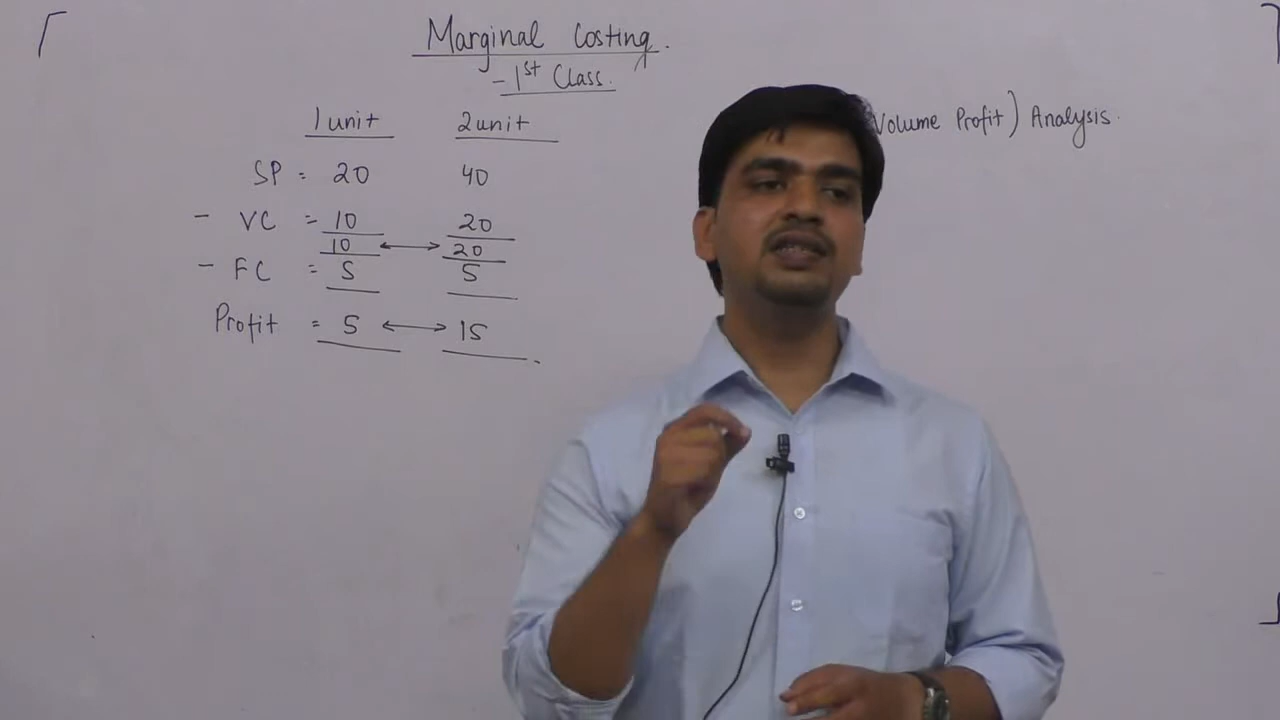 Marginal Costing.
- 1st Class.
1 unit 2 unit
Volume Profit) Analysis.
SP = 20 40
- VC = 10 20
10 ⟷ 20
- FC = 5 5
Profit = 5 ⟷ 15